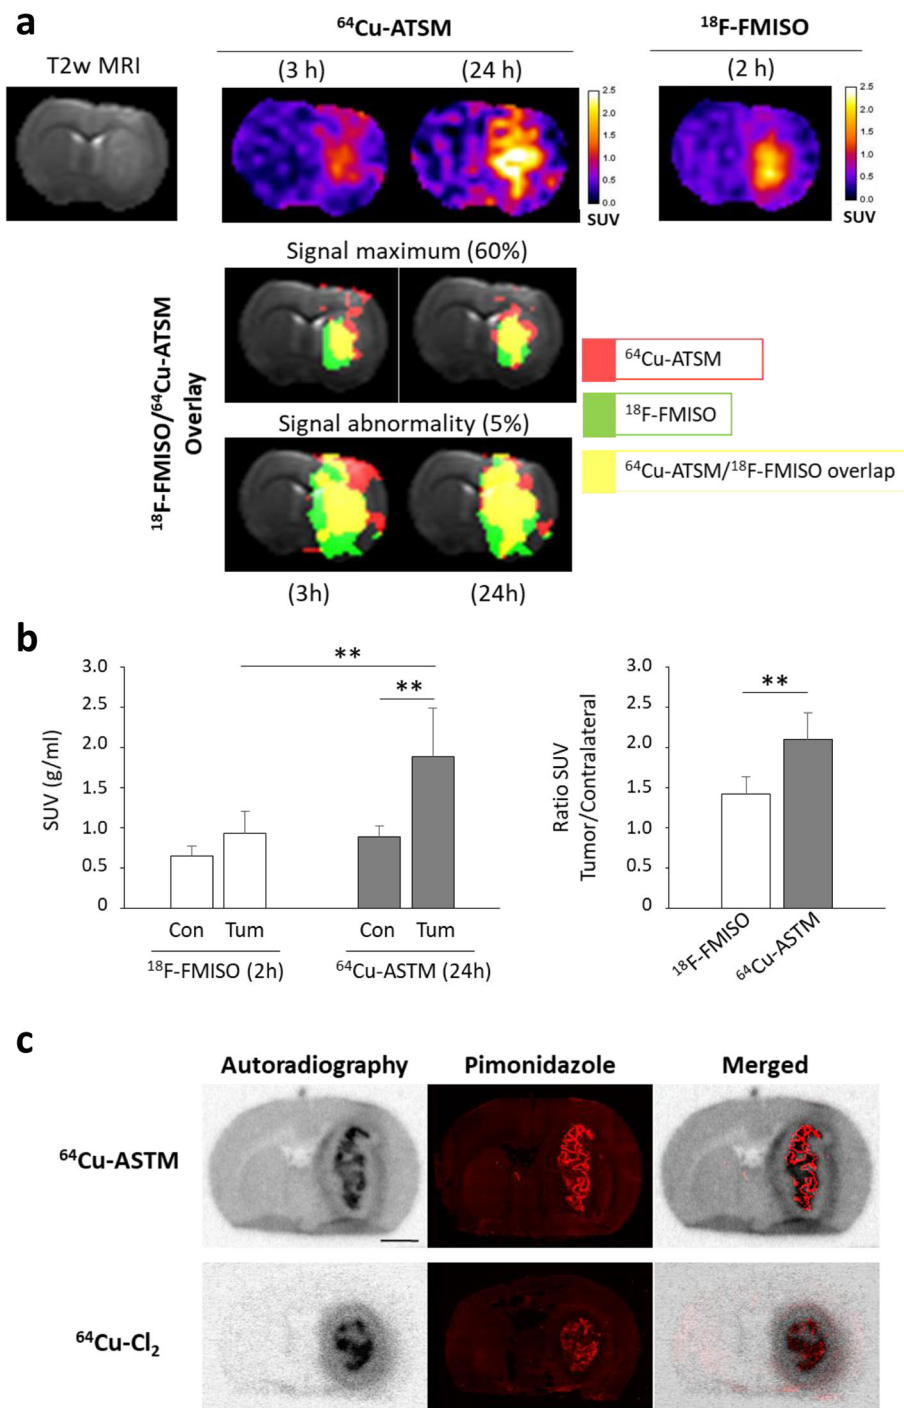 a
⁶⁴Cu-ATSM
¹⁸F-FMISO
T2w MRI
(3 h)
(24 h)
(2 h)
2.5
2.0
1.5
1.0
0.5
0.0
SUV
2.5
2.0
1.5
1.0
0.5
0.0
SUV
Signal maximum (60%)
¹⁸F-FMISO/⁶⁴Cu-ATSM
Overlay
⁶⁴Cu-ATSM
¹⁸F-FMISO
⁶⁴Cu-ATSM/¹⁸F-FMISO overlap
Signal abnormality (5%)
(3h)
(24h)
b
SUV (g/ml)
3.0
2.5
2.0
1.5
1.0
0.5
0
**
**
Con
Tum
Con
Tum
¹⁸F-FMISO (2h)
⁶⁴Cu-ASTM (24h)
Ratio SUV
Tumor/Contralateral
3.0
2.5
2.0
1.5
1.0
0.5
0
**
¹⁸F-FMISO
⁶⁴Cu-ASTM
c
Autoradiography
Pimonidazole
Merged
⁶⁴Cu-ASTM
⁶⁴Cu-Cl₂